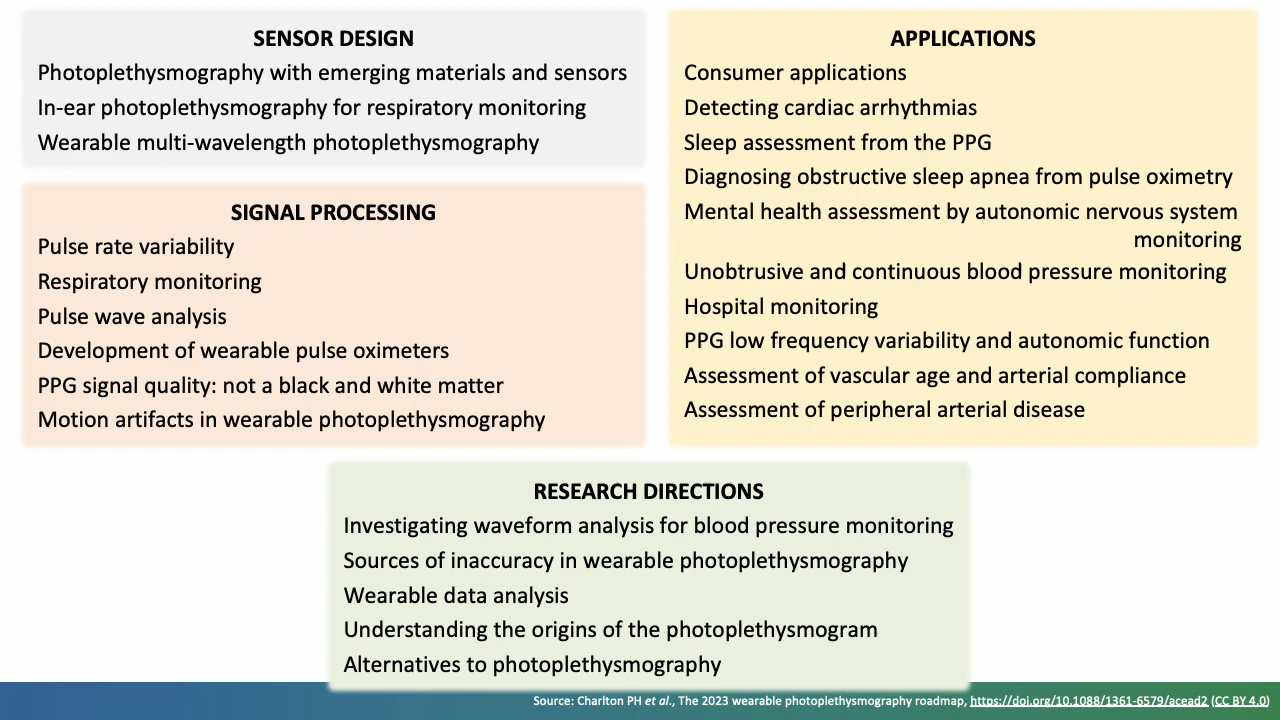 SENSOR DESIGN
Photoplethysmography with emerging materials and sensors
In-ear photoplethysmography for respiratory monitoring
Wearable multi-wavelength photoplethysmography
SIGNAL PROCESSING
Pulse rate variability
Respiratory monitoring
Pulse wave analysis
Development of wearable pulse oximeters
PPG signal quality: not a black and white matter
Motion artifacts in wearable photoplethysmography
APPLICATIONS
Consumer applications
Detecting cardiac arrhythmias
Sleep assessment from the PPG
Diagnosing obstructive sleep apnea from pulse oximetry
Mental health assessment by autonomic nervous system
monitoring
Unobtrusive and continuous blood pressure monitoring
Hospital monitoring
PPG low frequency variability and autonomic function
Assessment of vascular age and arterial compliance
Assessment of peripheral arterial disease
RESEARCH DIRECTIONS
Investigating waveform analysis for blood pressure monitoring
Sources of inaccuracy in wearable photoplethysmography
Wearable data analysis
Understanding the origins of the photoplethysmogram
Alternatives to photoplethysmography
Source: Charlton PH et al., The 2023 wearable photoplethysmography roadmap, https://doi.org/10.1088/1361-6579/acead2 (CC BY 4.0)